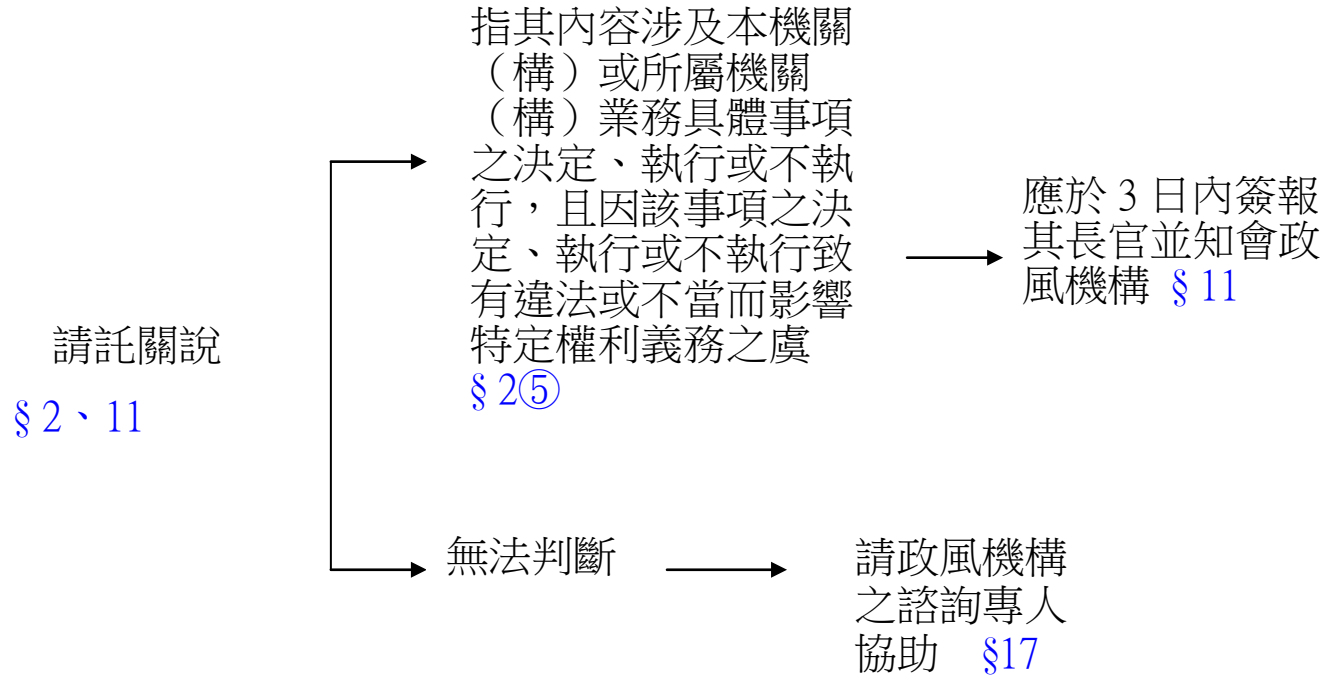 請託關說
§2、11
指其內容涉及本機關
（構）或所屬機關
（構）業務具體事項
之決定、執行或不執
行，且因該事項之決
定、執行或不執行致
有違法或不當而影響
特定權利義務之虞
§2⑤
應於3日內簽報
其長官並知會政
風機構 §11
無法判斷
請政風機構
之諮詢專人
協助 §17